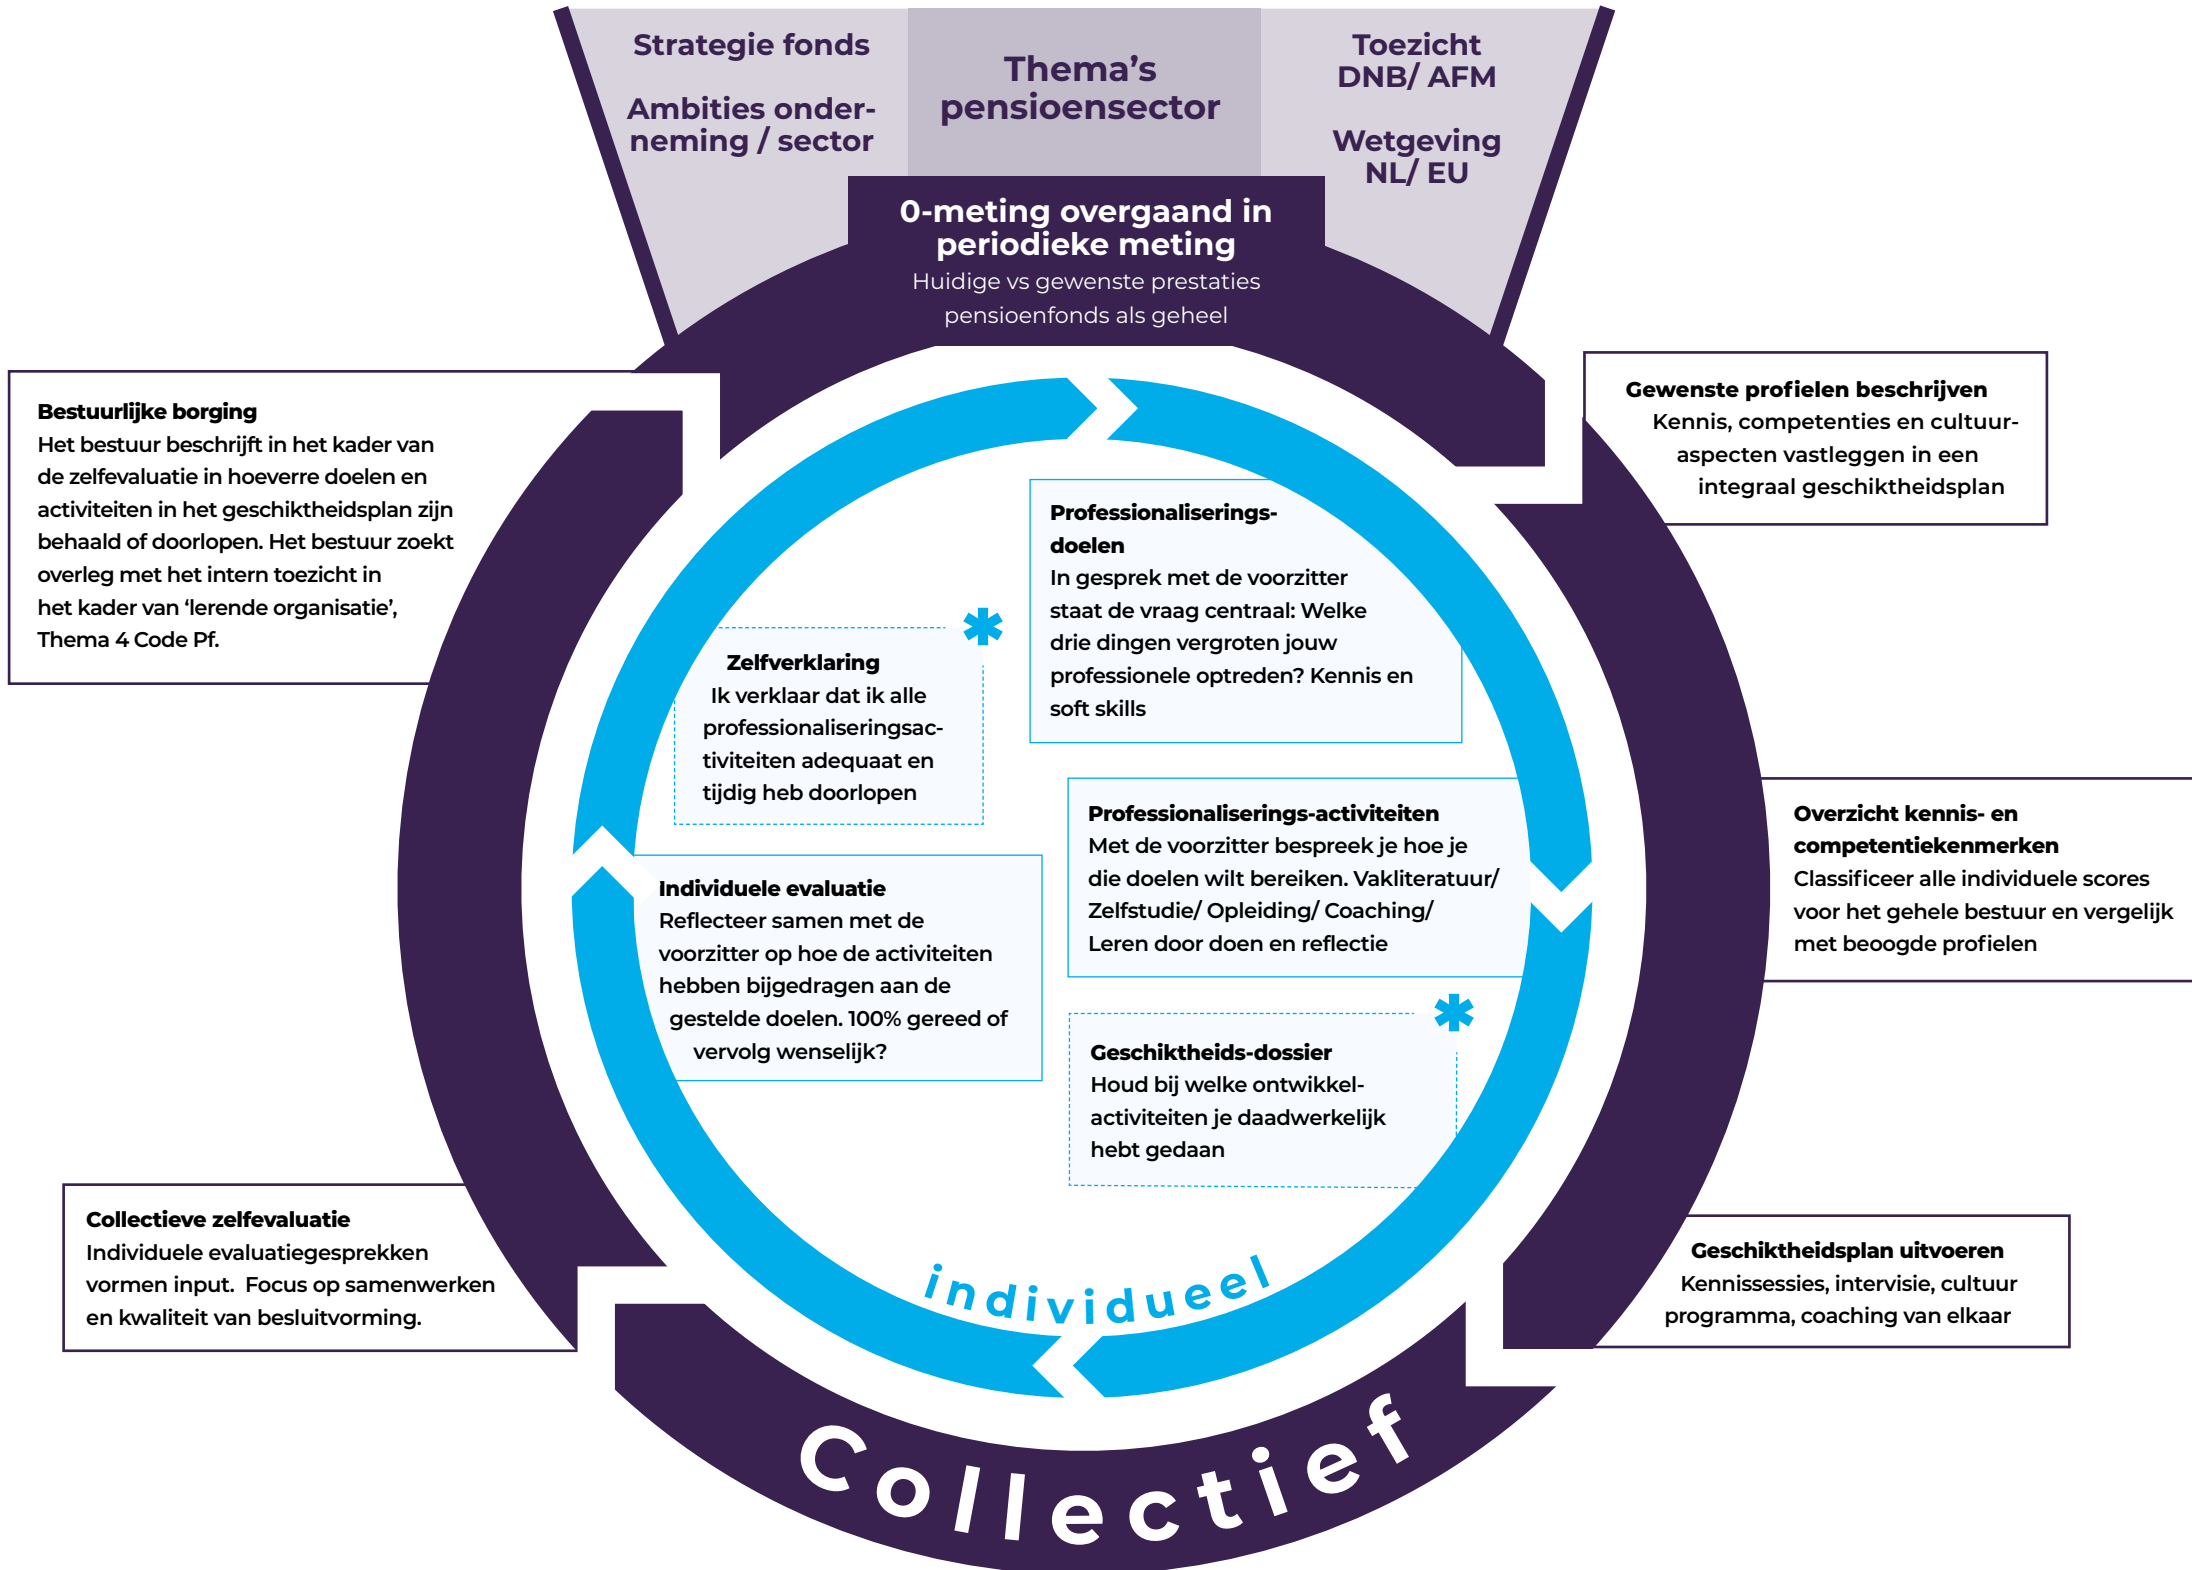 Strategie fonds
Ambities onder-
neming / sector
Thema’s
pensioensector
Toezicht
DNB/ AFM
Wetgeving
NL/ EU
0-meting overgaand in
periodieke meting
Huidige vs gewenste prestaties
pensioenfonds als geheel
Gewenste profielen beschrijven
Kennis, competenties en cultuur-
aspecten vastleggen in een
integraal geschiktheidsplan
Overzicht kennis- en
competentiekenmerken
Classificeer alle individuele scores
voor het gehele bestuur en vergelijk
met beoogde profielen
Geschiktheidsplan uitvoeren
Kennissessies, intervisie, cultuur
programma, coaching van elkaar
Collectieve zelfevaluatie
Individuele evaluatiegesprekken
vormen input.  Focus op samenwerken
en kwaliteit van besluitvorming.
Bestuurlijke borging
Het bestuur beschrijft in het kader van
de zelfevaluatie in hoeverre doelen en
activiteiten in het geschiktheidsplan zijn
behaald of doorlopen. Het bestuur zoekt
overleg met het intern toezicht in
het kader van ‘lerende organisatie’,
Thema 4 Code Pf.
Professionaliserings-
doelen
In gesprek met de voorzitter
staat de vraag centraal: Welke
drie dingen vergroten jouw
professionele optreden? Kennis en
soft skills
Professionaliserings-activiteiten
Met de voorzitter bespreek je hoe je
die doelen wilt bereiken. Vakliteratuur/
Zelfstudie/ Opleiding/ Coaching/
Leren door doen en reflectie
*
Geschiktheids-dossier
Houd bij welke ontwikkel-
activiteiten je daadwerkelijk
hebt gedaan
Individuele evaluatie
Reflecteer samen met de
voorzitter op hoe de activiteiten
hebben bijgedragen aan de
gestelde doelen. 100% gereed of
vervolg wenselijk?
*
Zelfverklaring
Ik verklaar dat ik alle
professionaliseringsac-
tiviteiten adequaat en
tijdig heb doorlopen
individueel
Collectief